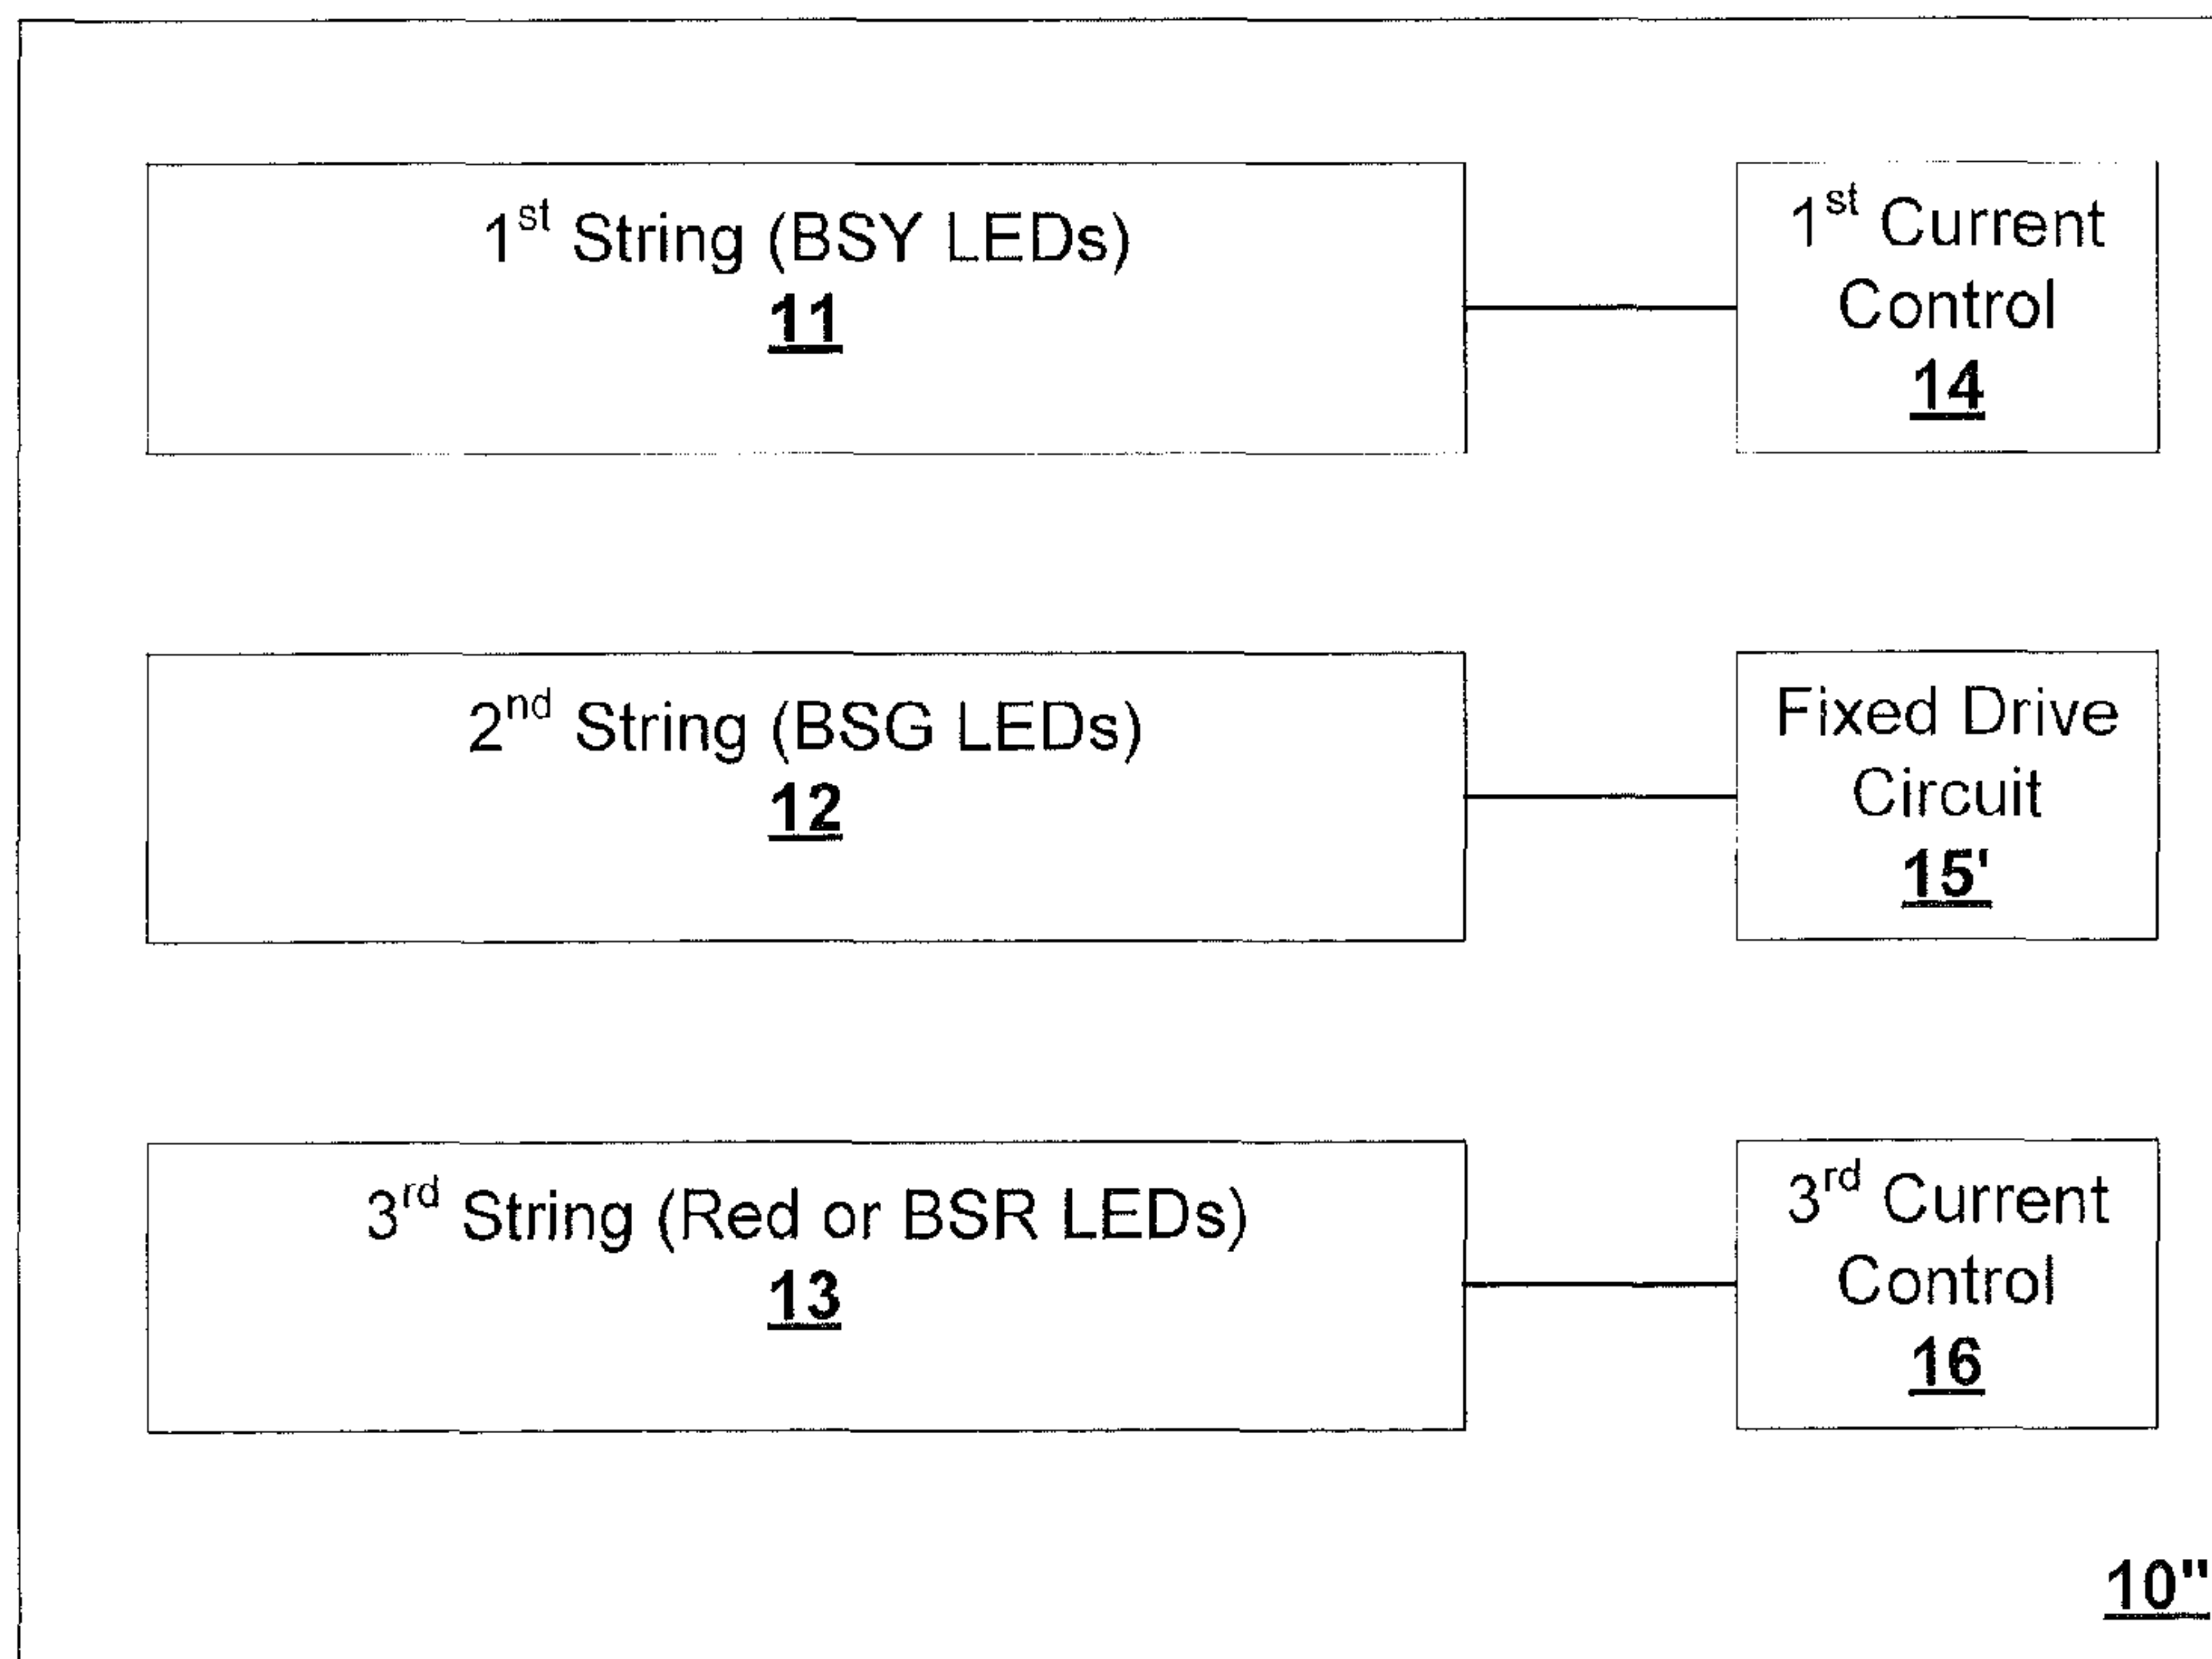 1st String (BSY LEDs)
11
1st Current
Control
14
2nd String (BSG LEDs)
12
Fixed Drive
Circuit
15'
3rd String (Red or BSR LEDs)
13
3rd Current
Control
16
10"